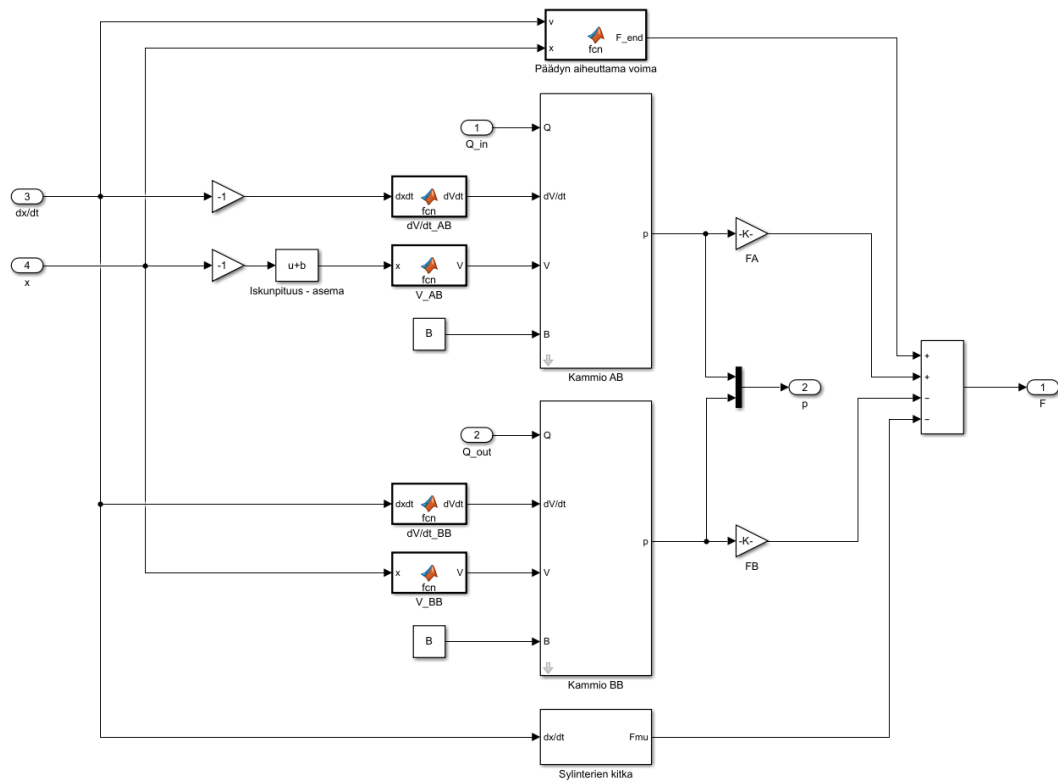 v
x
F_end
fcn
Päädyn aiheuttama voima
1
Q_in
Q
3
dx/dt
-1
dxdt
dVdt
fcn
dV/dt_AB
dV/dt
p
-K-
FA
4
x
-1
u+b
Iskunpituus - asema
x
V
fcn
V_AB
V
B
B
Kammio AB
+
+
−
−
1
F
2
p
2
Q_out
Q
dxdt
dVdt
fcn
dV/dt_BB
dV/dt
p
-K-
FB
x
V
fcn
V_BB
V
B
B
Kammio BB
dx/dt
Fmu
Sylinterien kitka